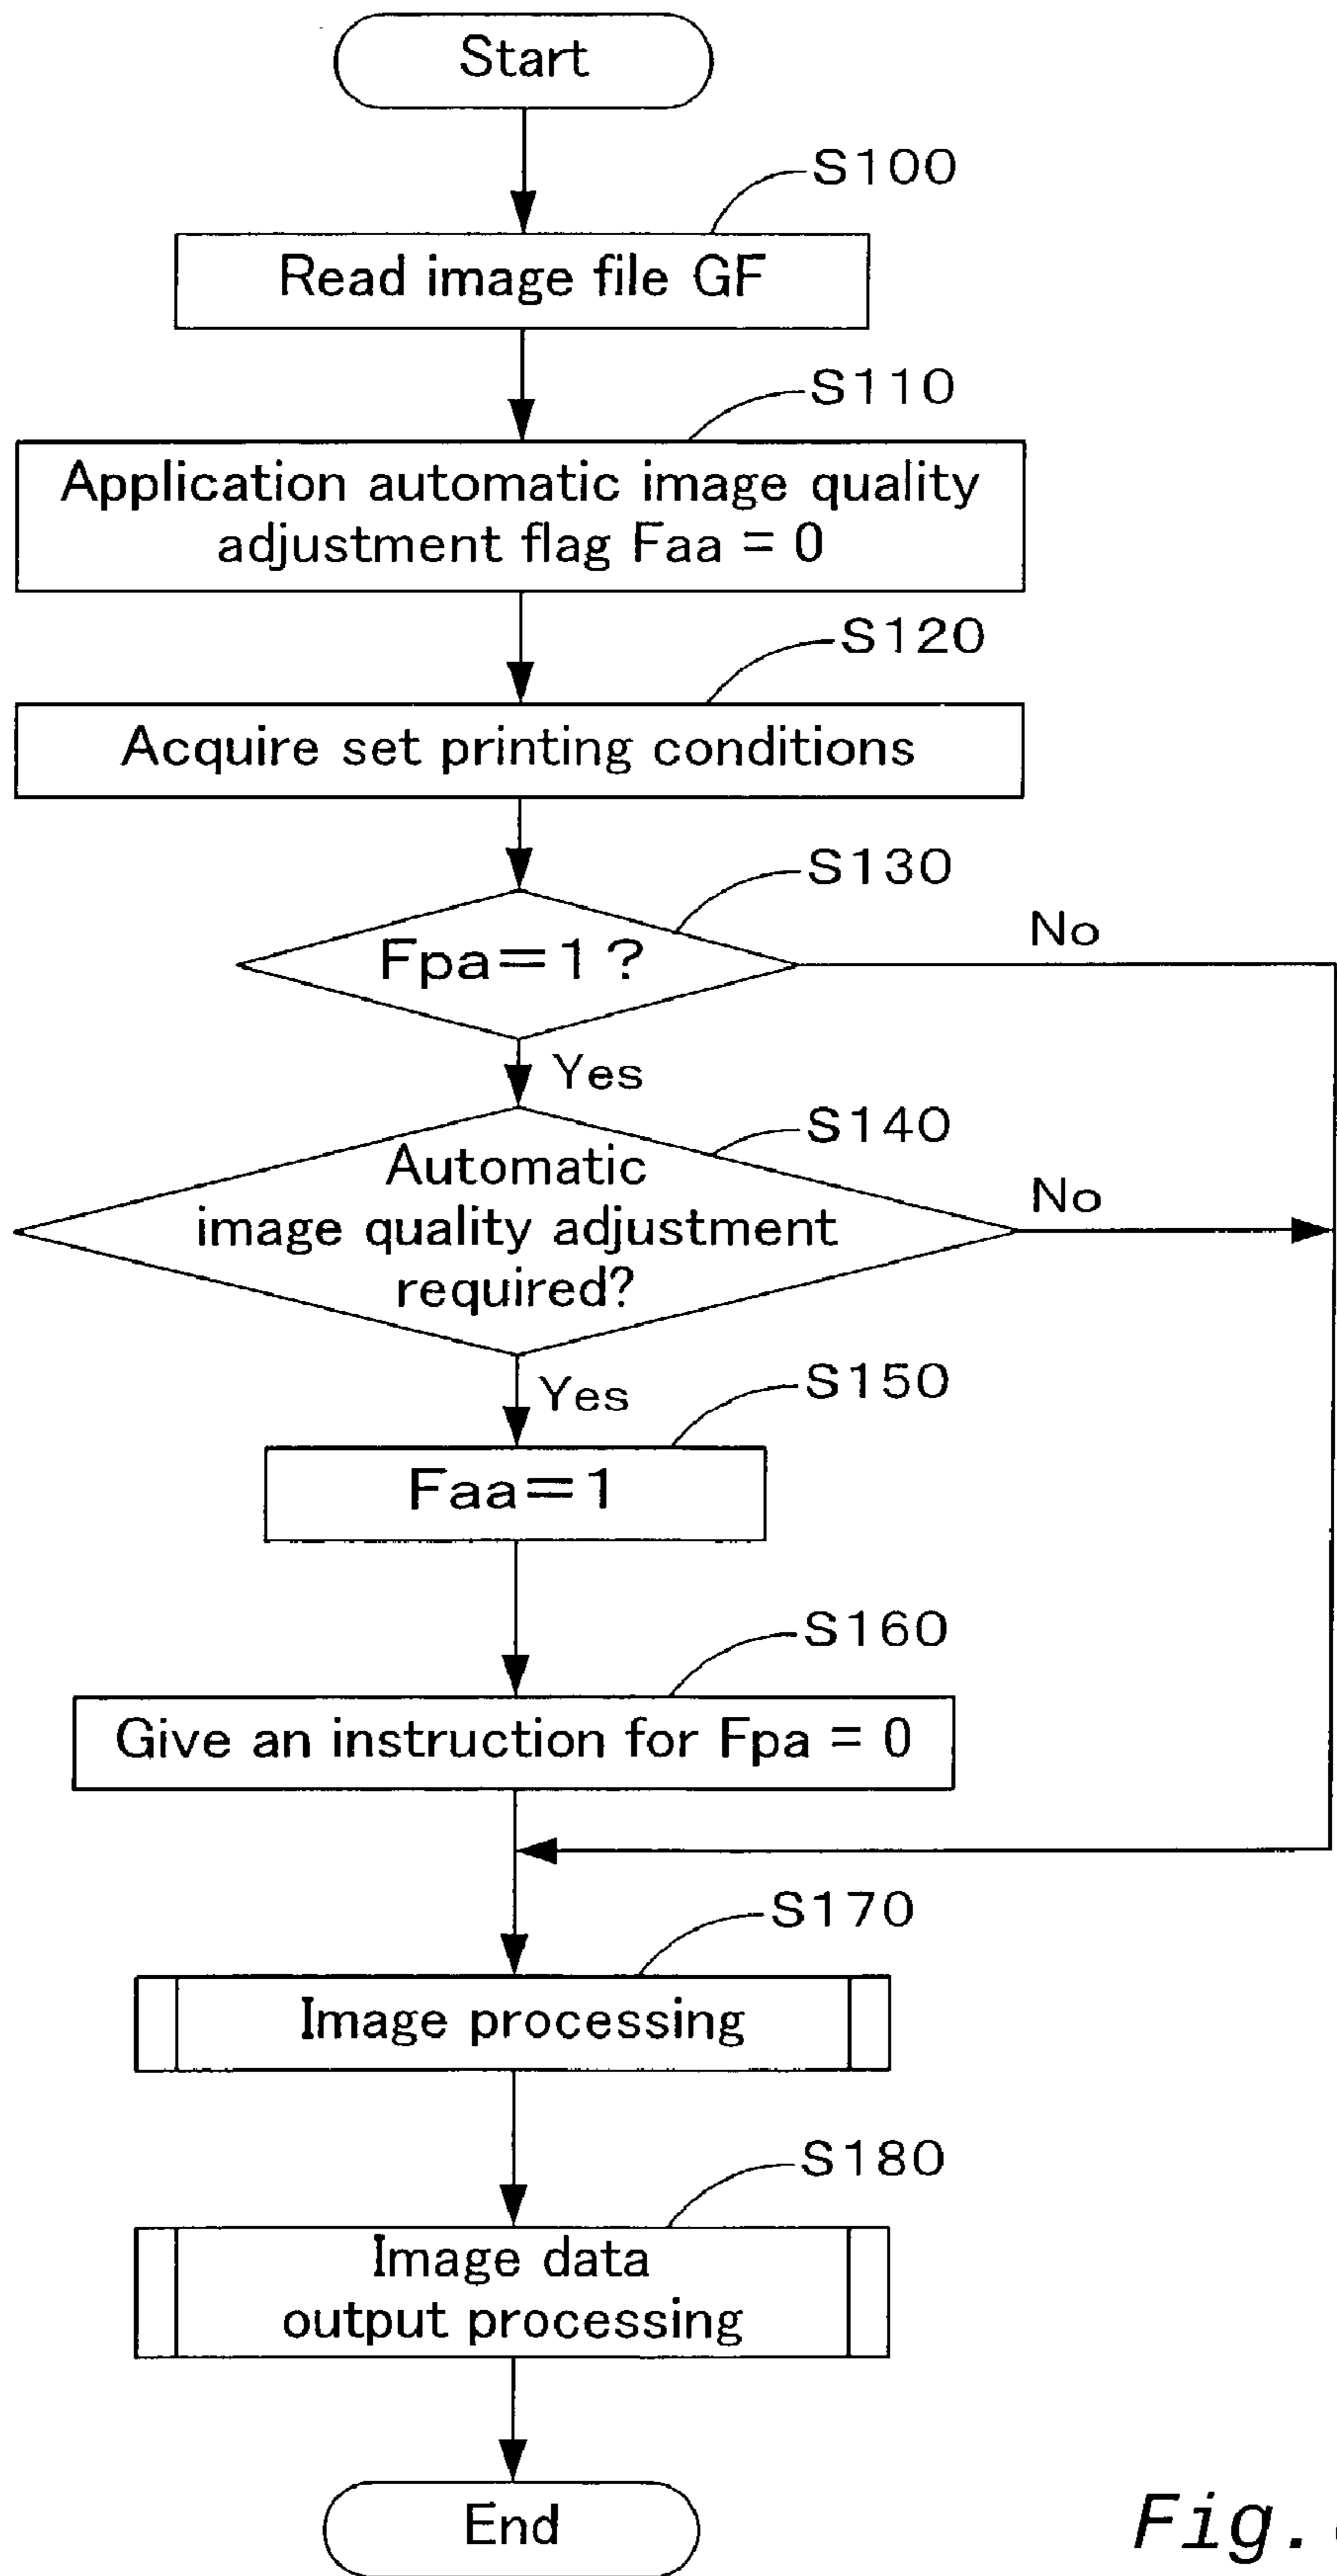 Start
S100
Read image file GF
S110
Application automatic image quality
adjustment flag Faa = 0
S120
Acquire set printing conditions
S130
Fpa=1?
No
Yes
S140
Automatic
image quality adjustment
required?
No
Yes
S150
Faa=1
S160
Give an instruction for Fpa = 0
S170
Image processing
S180
Image data
output processing
End
Fig.